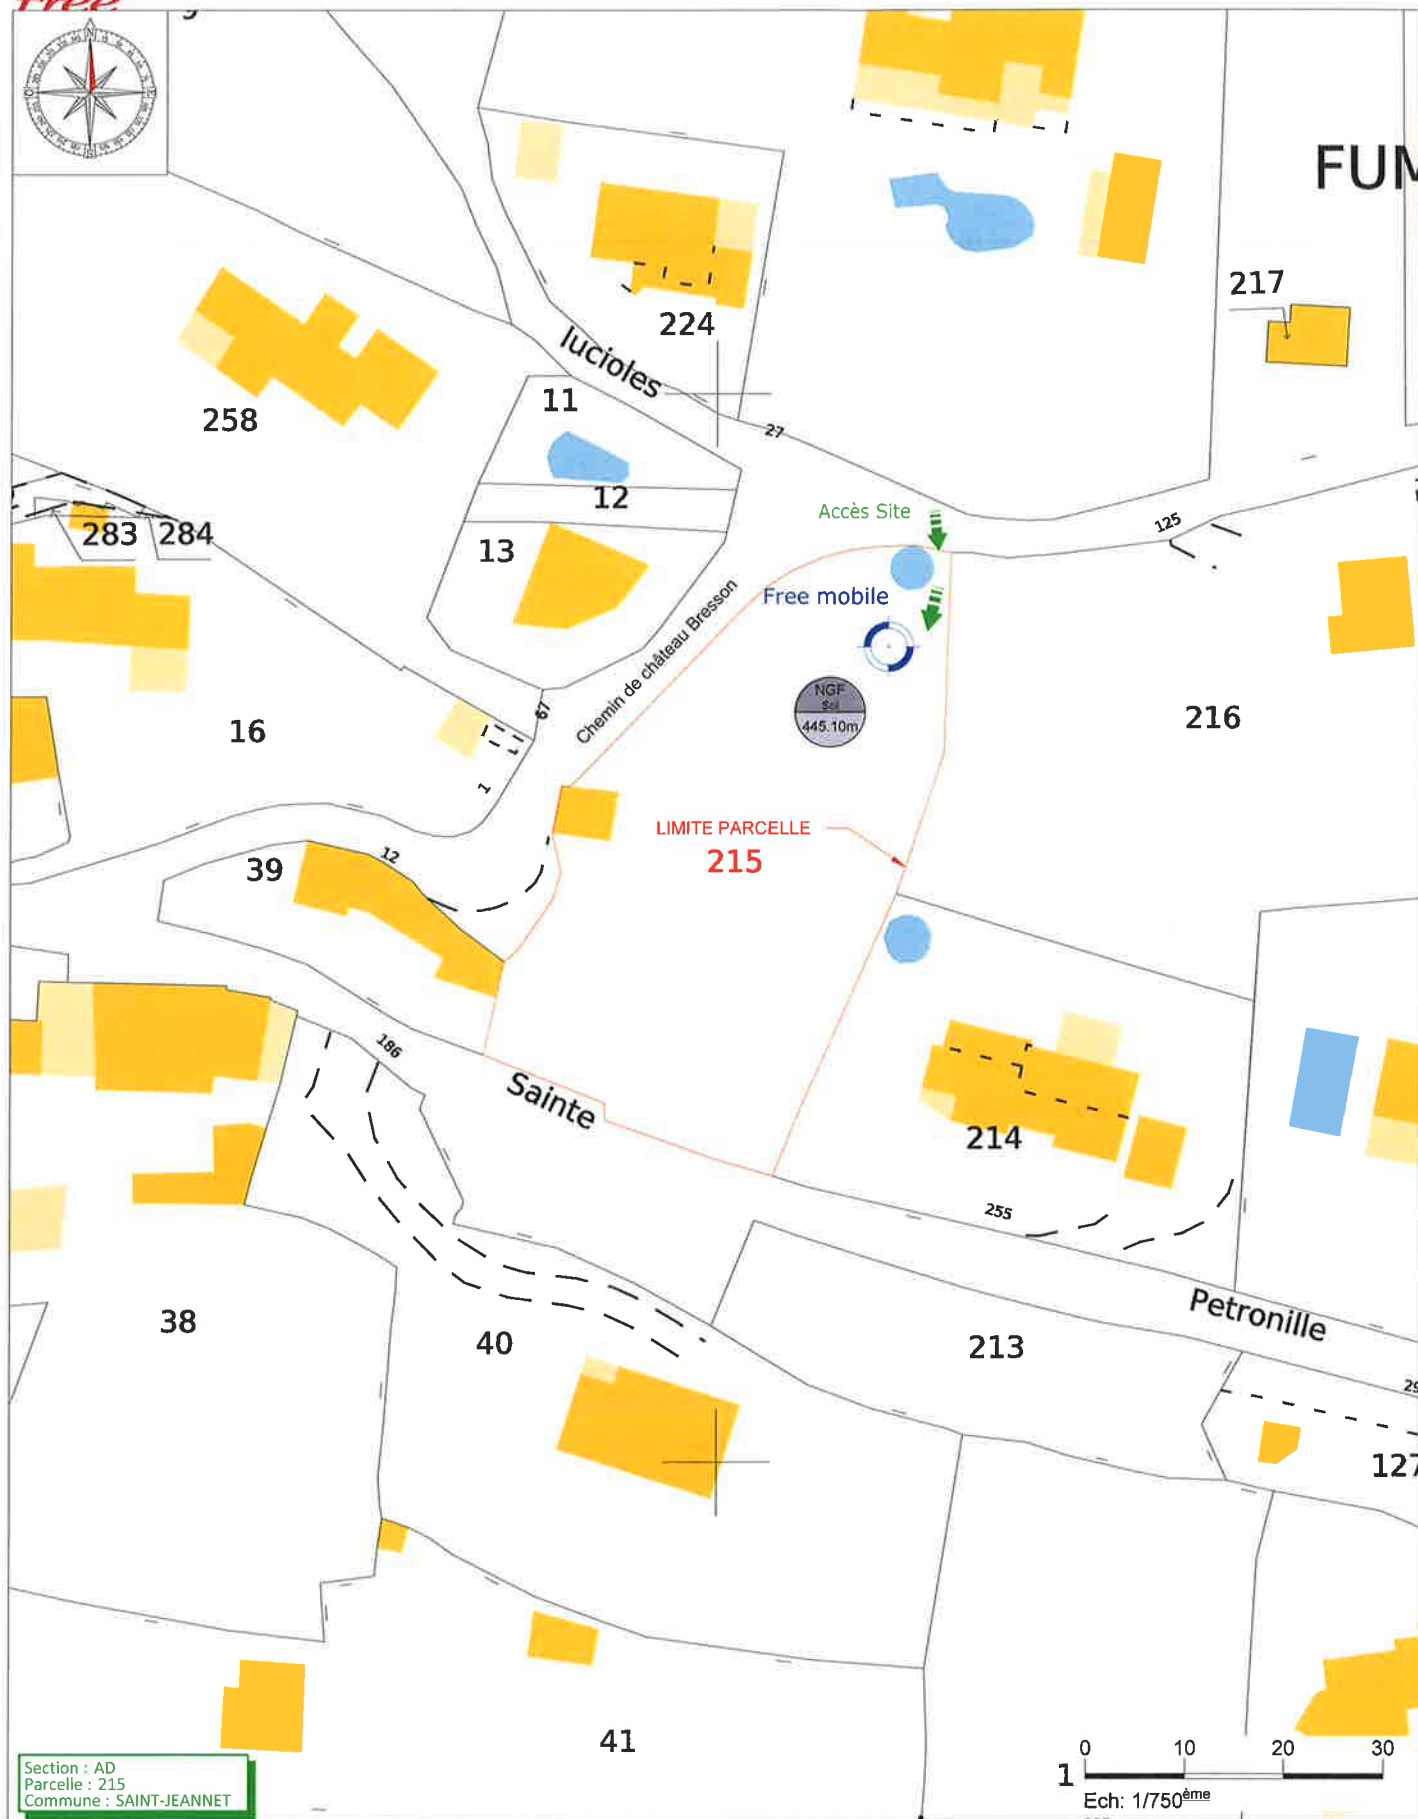 Free
FUM
217
224
lucioles
258
11
27
12
Accès Site
125
283
284
13
Free mobile
Chemin de château Bresson
NGF
Sol
445.10m
67
16
216
1
LIMITE PARCELLE
215
12
39
186
Sainte
214
255
Petronille
38
40
213
29
127
41
Section : AD
Parcelle : 215
Commune : SAINT-JEANNET
0 10 20 30
1
Ech: 1/750ème